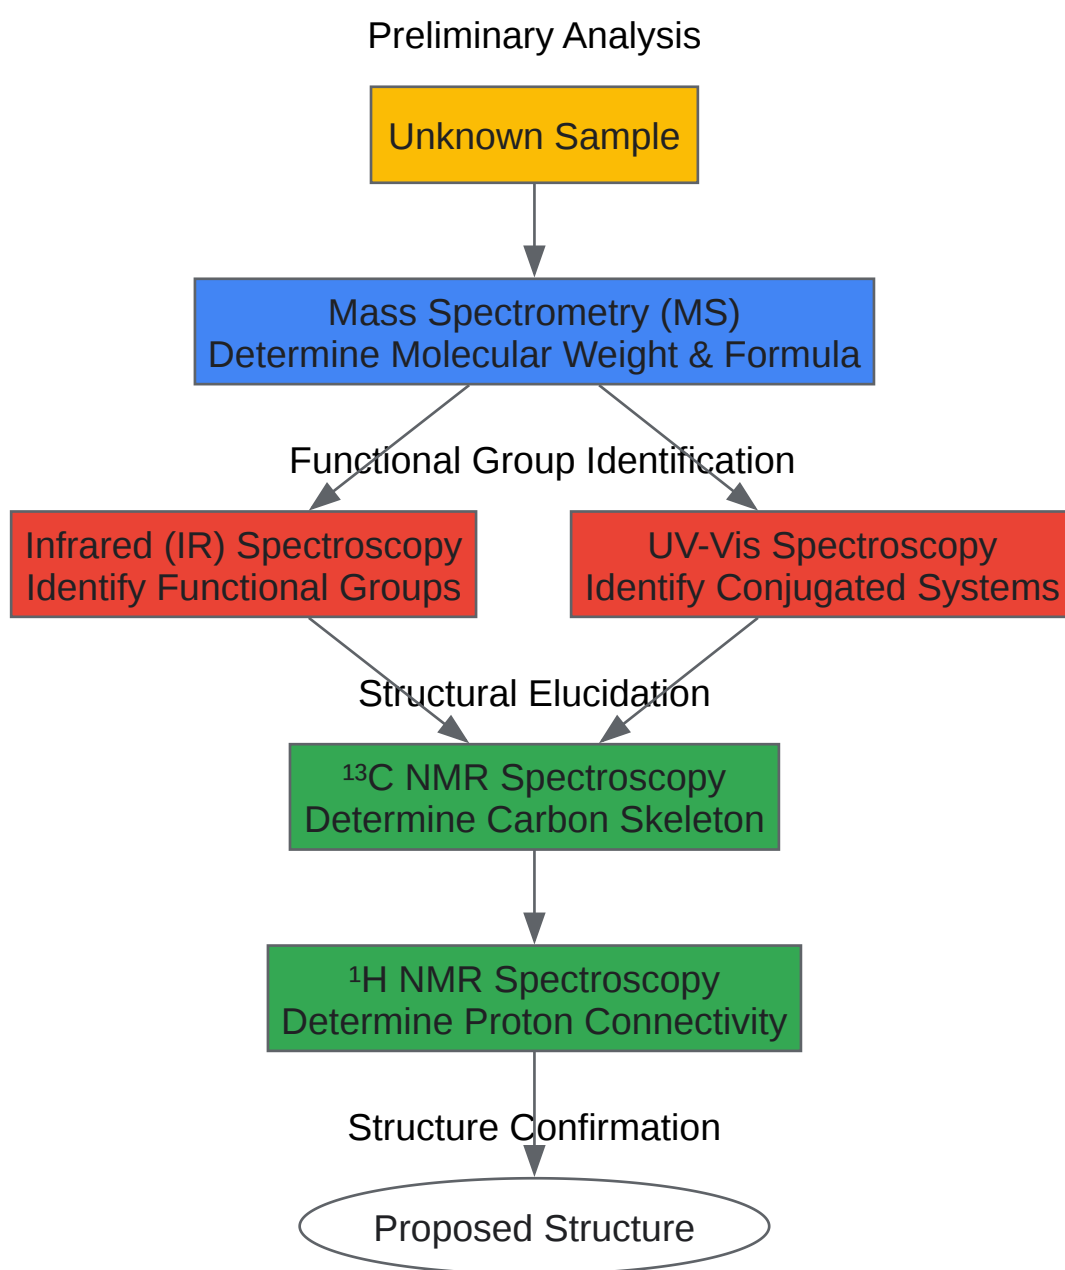 Preliminary Analysis
Unknown Sample
Mass Spectrometry (MS)
Determine Molecular Weight & Formula
Functional Group Identification
Infrared (IR) Spectroscopy
Identify Functional Groups
UV-Vis Spectroscopy
Identify Conjugated Systems
Structural Elucidation
¹³C NMR Spectroscopy
Determine Carbon Skeleton
¹H NMR Spectroscopy
Determine Proton Connectivity
Structure Confirmation
Proposed Structure